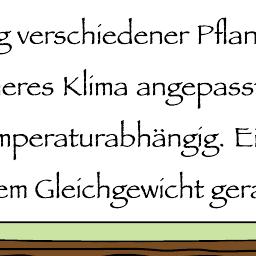 g verschiedener Pflan
eres Klima angepasst
mperaturabhängig. Ei
em Gleichgewicht gera